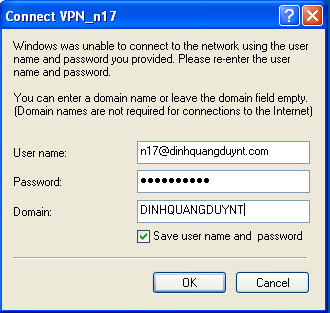 Connect VPN_n17
Windows was unable to connect to the network using the user
name and password you provided. Please re-enter the user
name and password.
You can enter a domain name or leave the domain field empty.
(Domain names are not required for connections to the Internet)
User name: n17@dinhquangduynt.com
Password: ●●●●●●●●●●
Domain: DINHQUANGDUYNT
Save user name and password
OK Cancel